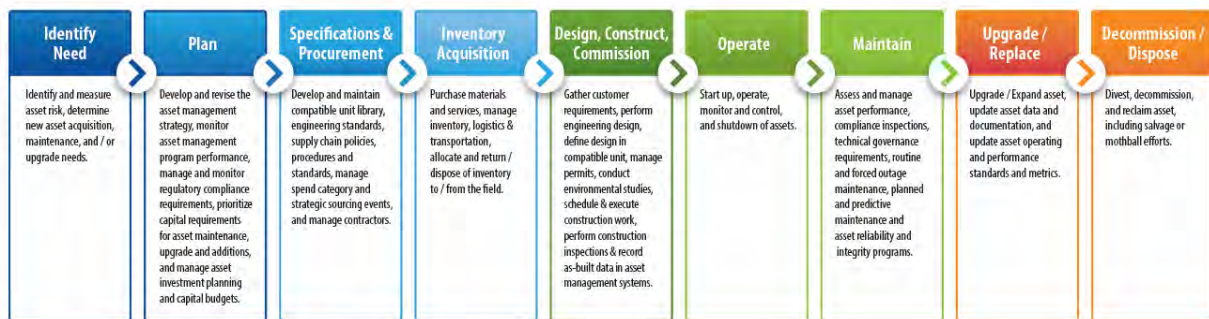 Identify
Need
Identify and measure
asset risk, determine
new asset acquisition,
maintenance, and / or
upgrade needs.
Plan
Develop and revise the
asset management
strategy, monitor
asset management
program performance,
manage and monitor
regulatory compliance
requirements, prioritize
capital requirements
for asset maintenance,
upgrade and additions,
and manage asset
investment planning
and capital budgets.
Specifications &
Procurement
Develop and maintain
compatible unit library,
engineering standards,
supply chain policies,
procedures and
standards, manage
spend category and
strategic sourcing events,
and manage contractors.
Inventory
Acquisition
Purchase materials
and services, manage
inventory, logistics &
transportation,
allocate and return /
dispose of inventory
to / from the field.
Design, Construct,
Commission
Gather customer
requirements, perform
engineering design,
define design in
compatible unit, manage
permits, conduct
environmental studies,
schedule & execute
construction work,
perform construction
inspections & record
as-built data in asset
management systems.
Operate
Start up, operate,
monitor and control,
and shutdown of assets.
Maintain
Assess and manage
asset performance,
compliance inspections,
technical governance
requirements, routine
and forced outage
maintenance, planned
and predictive
maintenance and
asset reliability and
integrity programs.
Upgrade /
Replace
Upgrade / Expand asset,
update asset data and
documentation, and
update asset operating
and performance
standards and metrics.
Decommission /
Dispose
Divest, decommission,
and reclaim asset,
including salvage or
mothball efforts.